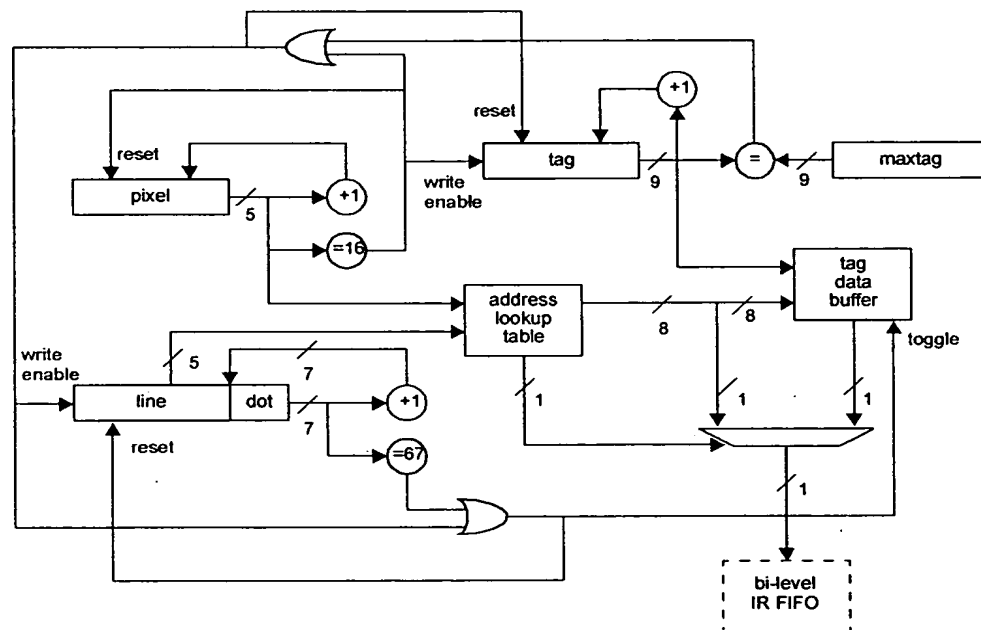 +1
reset
reset
tag
=
maxtag
9
9
write
enable
pixel
+1
5
=16
tag
data
buffer
address
lookup
table
8
8
toggle
write
enable
5
7
1
1
1
line
dot
+1
7
reset
=67
1
bi-level
IR FIFO